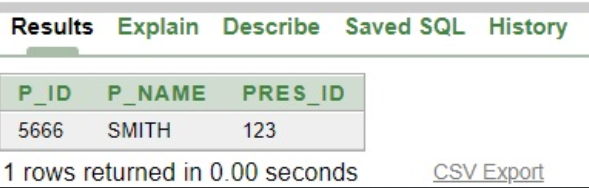 Results Explain Describe Saved SQL History
P_ID P_NAME PRES_ID
5666 SMITH 123
1 rows returned in 0.00 seconds CSV Export